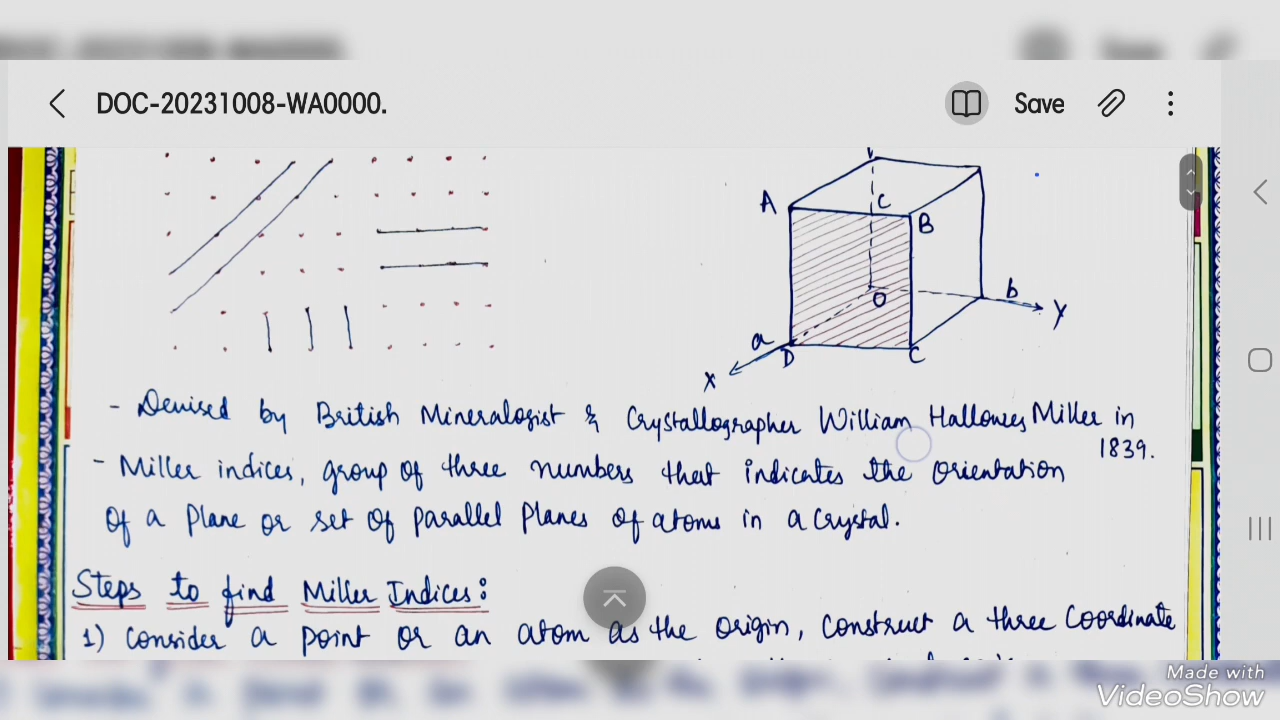 DOC-20231008-WA0000.
Save
A
C
B
O
b
Y
a
D
C
X
- Devised by British Mineralogist & Crystallographer William Hallowes Miller in
1839.
- Miller indices, group of three numbers that indicates the orientation
Of a plane or set of parallel planes of atoms in a crystal.
Steps to find Miller Indices:
1) Consider a point or an atom as the origin, construct a three coordinate
Made with
VideoShow